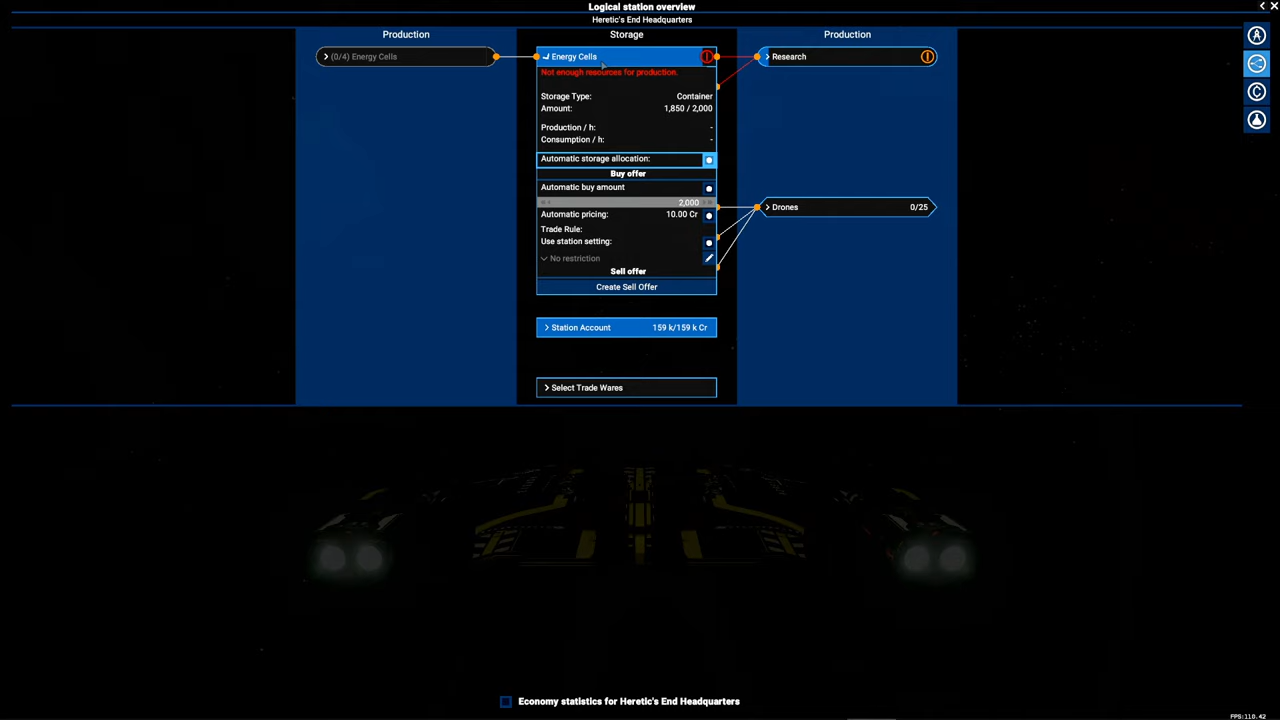 Logical station overview
Heretic's End Headquarters
Production
Storage
Production
(0/4) Energy Cells
Energy Cells
Research
Not enough resources for production.
Storage Type: Container
Amount: 1,850 / 2,000
Production / h: -
Consumption / h: -
Automatic storage allocation:
Buy offer
Automatic buy amount
2,000
Automatic pricing: 10.00 Cr
Trade Rule:
Use station setting:
No restriction
Sell offer
Create Sell Offer
Drones 0/25
Station Account 159 k/159 k Cr
Select Trade Wares
Economy statistics for Heretic's End Headquarters
FPS:110.42